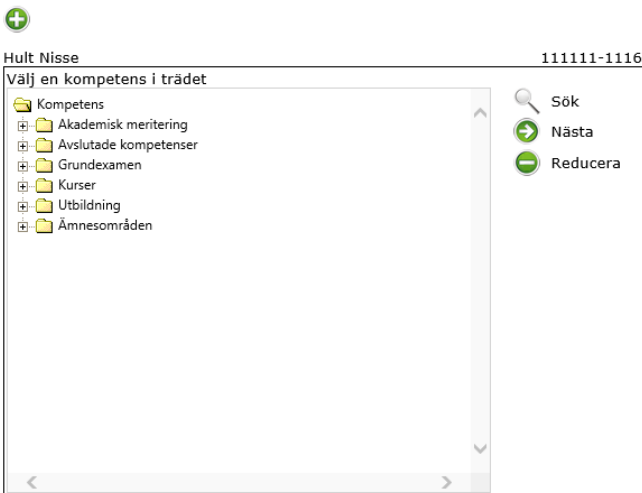 Hult Nisse 111111-1116
Välj en kompetens i trädet
Kompetens
Akademisk meritering
Avslutade kompetenser
Grundexamen
Kurser
Utbildning
Ämnesområden
Sök
Nästa
Reducera